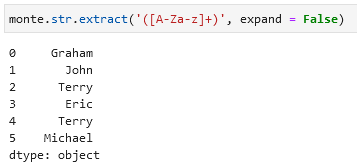 monte.str.extract('([A-Za-z]+)', expand = False)
0 Graham
1 John
2 Terry
3 Eric
4 Terry
5 Michael
dtype: object